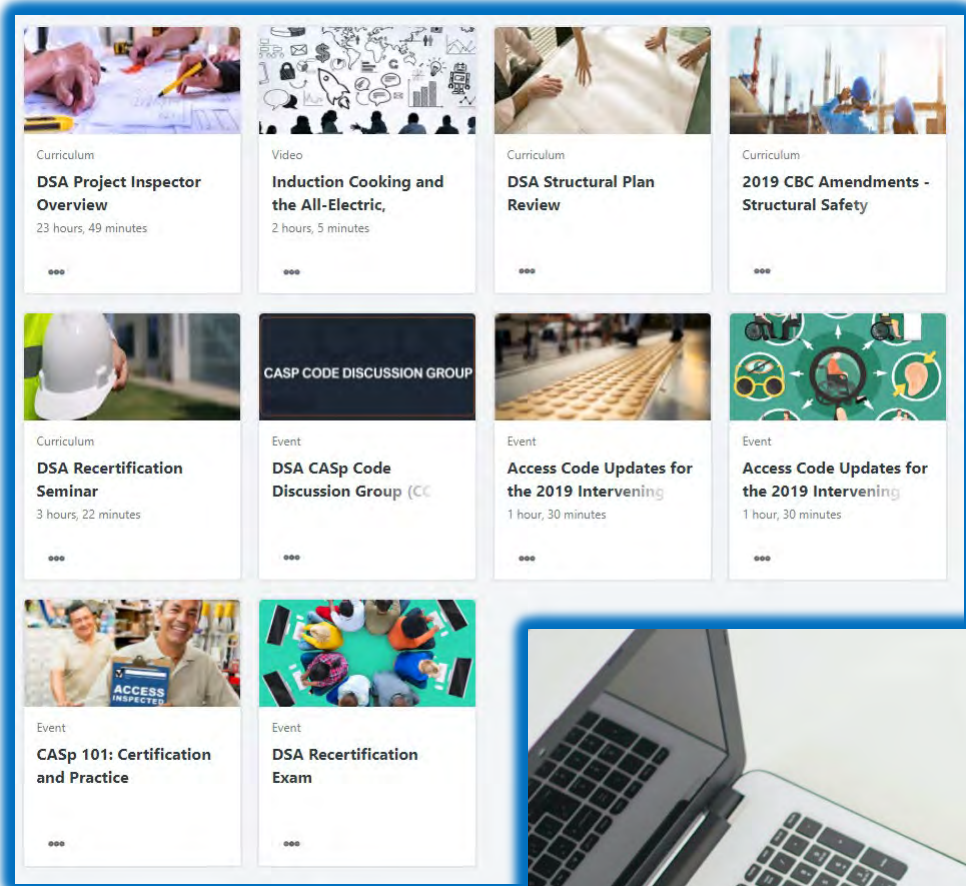 Curriculum
DSA Project Inspector
Overview
23 hours, 49 minutes
Video
Induction Cooking and
the All-Electric,
2 hours, 5 minutes
Curriculum
DSA Structural Plan
Review
Curriculum
2019 CBC Amendments -
Structural Safety
CASP CODE DISCUSSION GROUP
Curriculum
DSA Recertification
Seminar
3 hours, 22 minutes
Event
DSA CASp Code
Discussion Group (CC
Event
Access Code Updates for
the 2019 Intervening
1 hour, 30 minutes
Event
Access Code Updates for
the 2019 Intervening
1 hour, 30 minutes
ACCESS
INSPECTED
Event
CASp 101: Certification
and Practice
Event
DSA Recertification
Exam